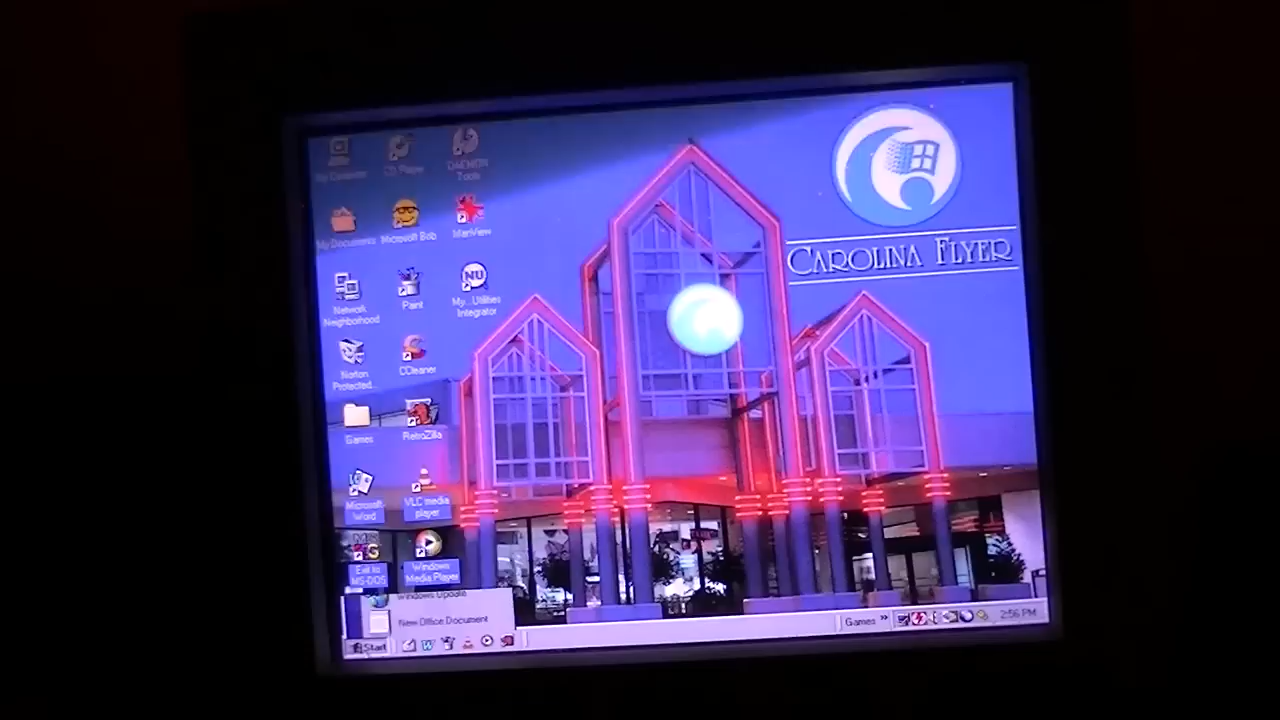 My Computer
CD Player
DAEMON
Tools
My Documents
Microsoft Bob
IrfanView
Network
Neighborhood
Paint
NU
My...Utilities
Integrator
Norton
Protected...
CCleaner
Games
RetroZilla
Microsoft
Word
VLC media
player
Exit to
MS-DOS
Windows
Media Player
CAROLINA FLYER
Windows Update
New Office Document
Start
Games »
2:56 PM